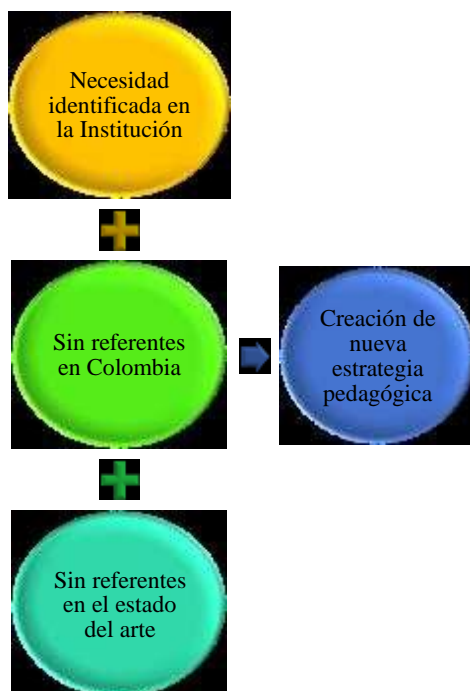 Necesidad
identificada en
la Institución
Sin referentes
en Colombia
Creación de
nueva
estrategia
pedagógica
Sin referentes
en el estado
del arte